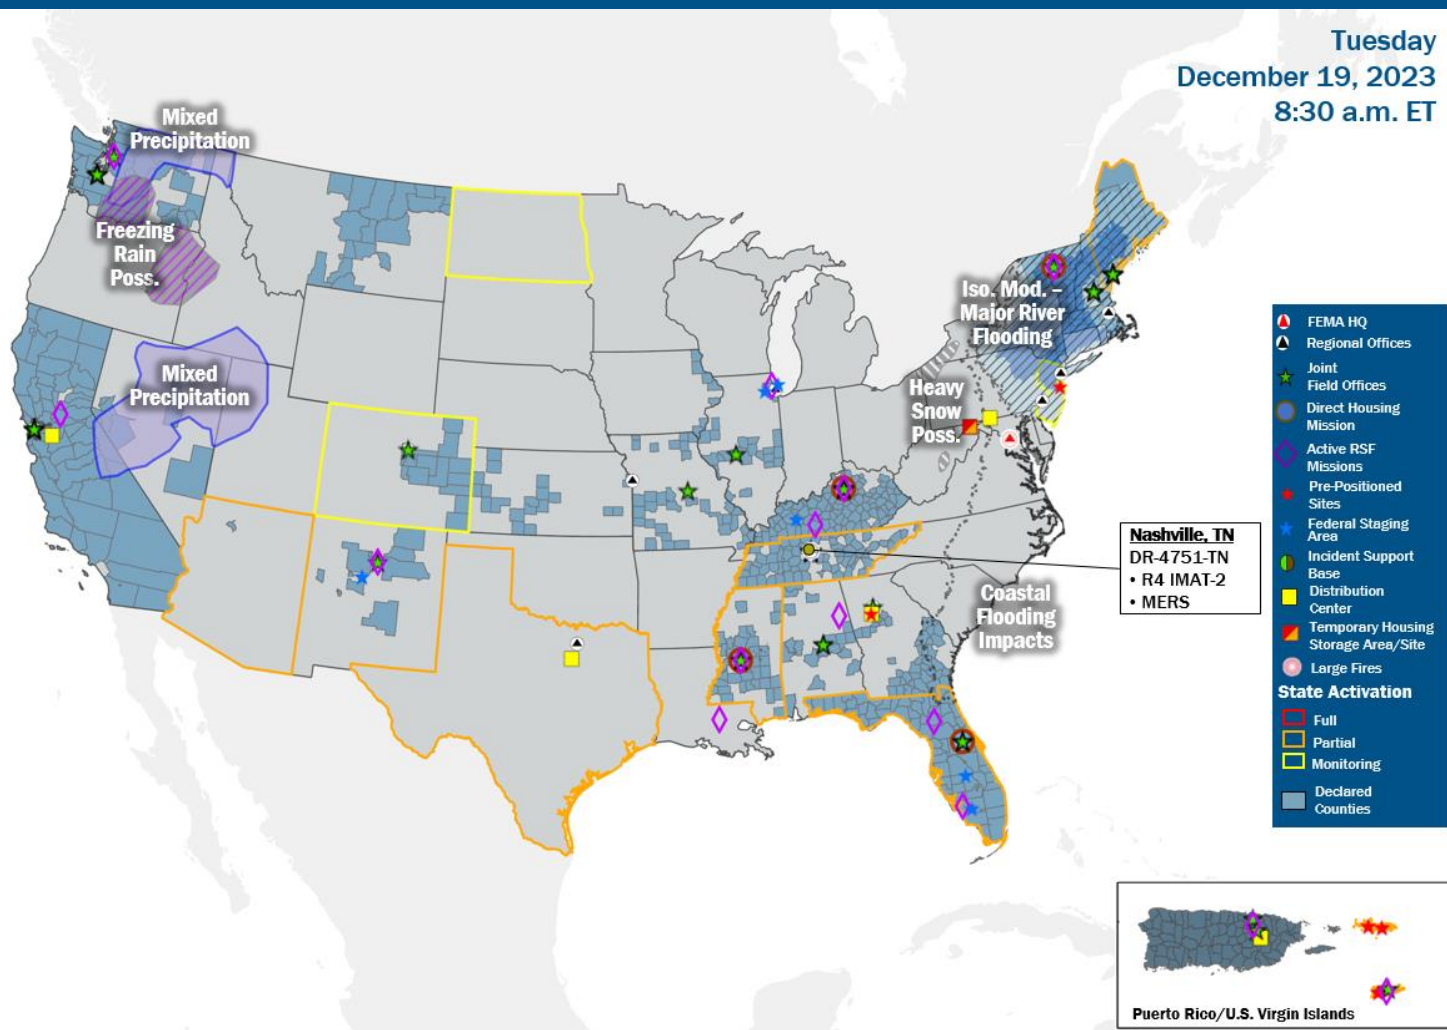 Tuesday
December 19, 2023
8:30 a.m. ET
Mixed
Precipitation
Freezing
Rain
Poss.
Mixed
Precipitation
Iso. Mod. –
Major River
Flooding
Heavy
Snow
Poss.
Coastal
Flooding
Impacts
Nashville, TN
DR-4751-TN
• R4 IMAT-2
• MERS
FEMA HQ
Regional Offices
Joint
Field Offices
Direct Housing
Mission
Active RSF
Missions
Pre-Positioned
Sites
Federal Staging
Area
Incident Support
Base
Distribution
Center
Temporary Housing
Storage Area/Site
Large Fires
State Activation
Full
Partial
Monitoring
Declared
Counties
Puerto Rico/U.S. Virgin Islands